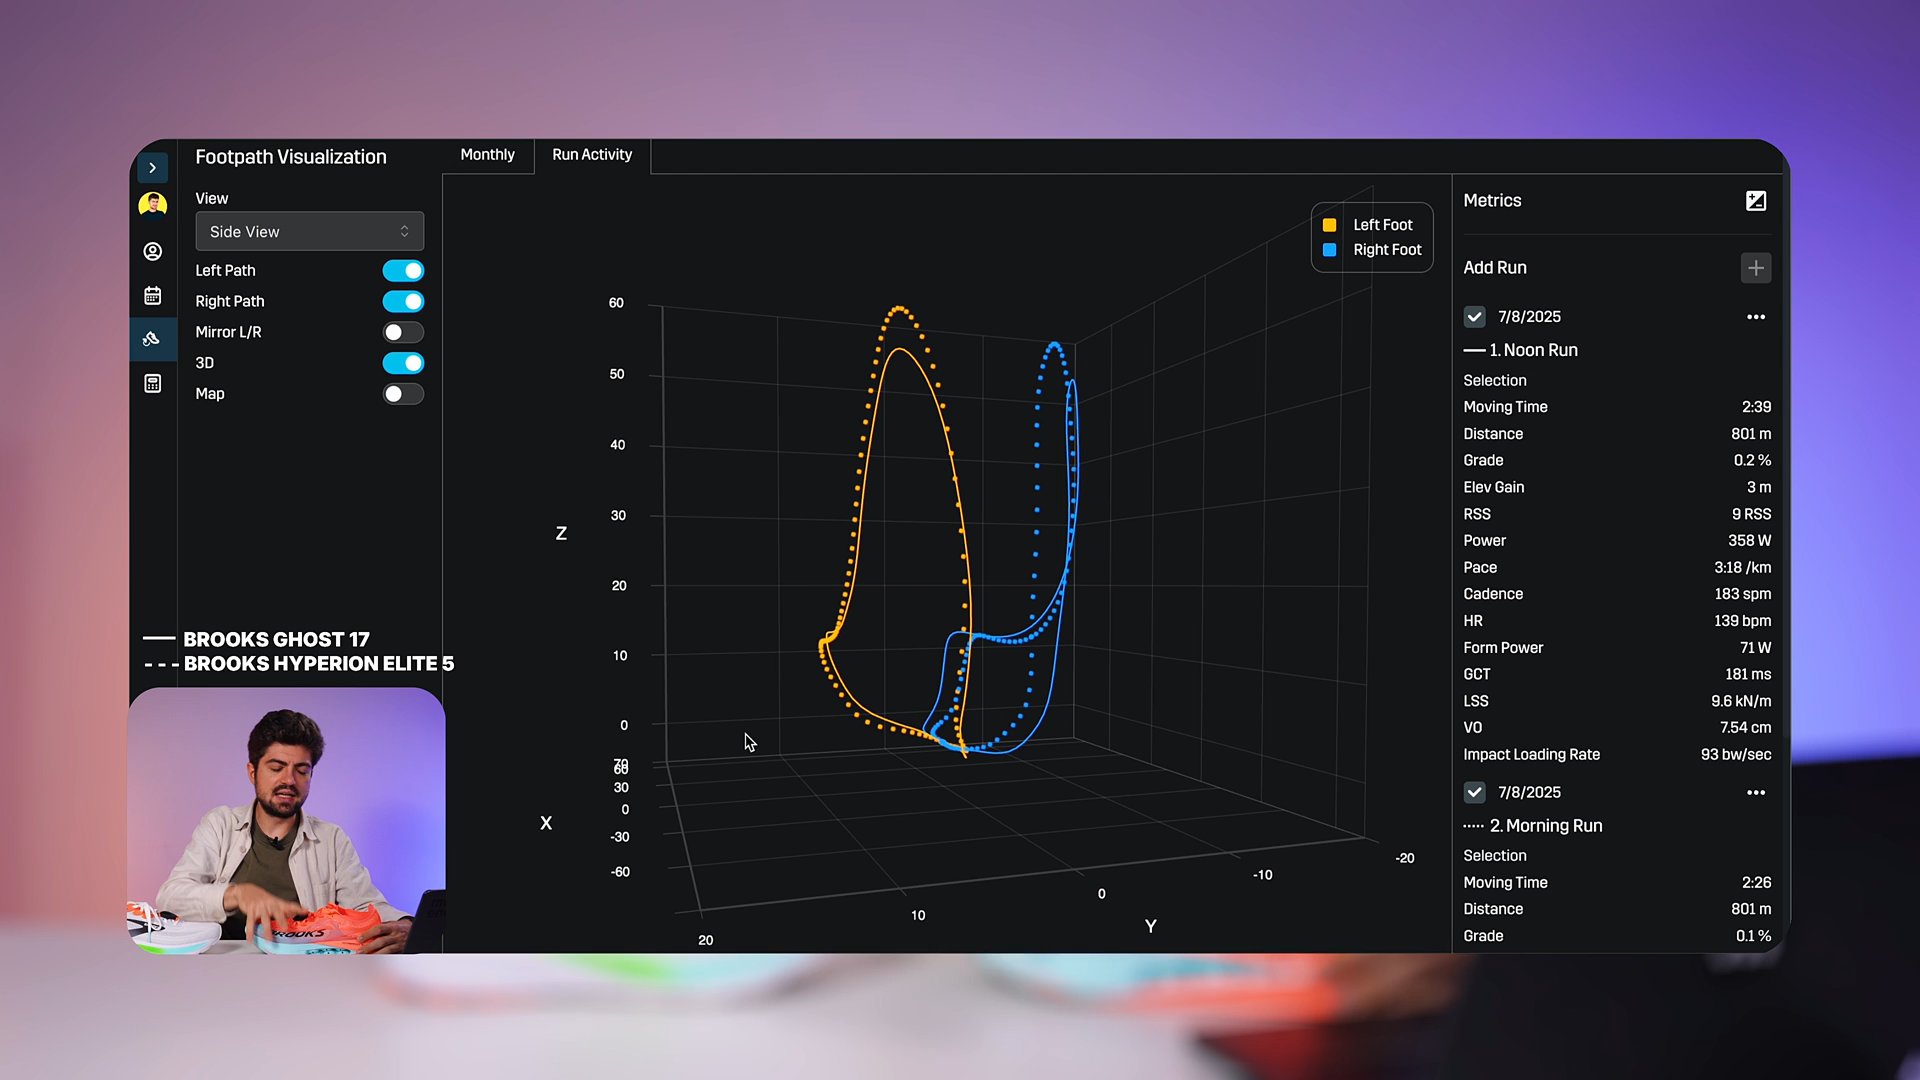 Footpath Visualization
View
Side View
Left Path
Right Path
Mirror L/R
3D
Map
BROOKS GHOST 17
BROOKS HYPERION ELITE 5
BROOKS
Monthly
Run Activity
Left Foot
Right Foot
60
50
40
30
20
10
0
Z
70
60
30
0
-30
-60
X
20
10
0
-10
-20
Y
Metrics
Add Run
7/8/2025
1. Noon Run
Selection
Moving Time 2:39
Distance 801 m
Grade 0.2 %
Elev Gain 3 m
RSS 9 RSS
Power 358 W
Pace 3:18 /km
Cadence 183 spm
HR 139 bpm
Form Power 71 W
GCT 181 ms
LSS 9.6 kN/m
VO 7.54 cm
Impact Loading Rate 93 bw/sec
7/8/2025
2. Morning Run
Selection
Moving Time 2:26
Distance 801 m
Grade 0.1 %